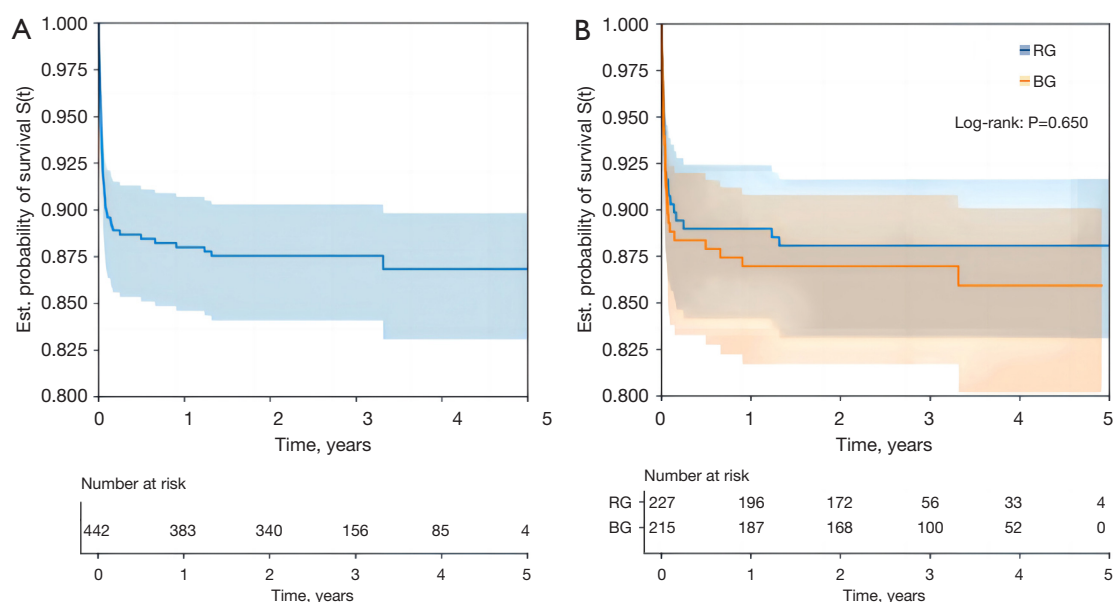 A
Est. probability of survival S(t)
1.000
0.975
0.950
0.925
0.900
0.875
0.850
0.825
0.800
0 1 2 3 4 5
Time, years
Number at risk
442 383 340 156 85 4
0 1 2 3 4 5
Time, years
B
Est. probability of survival S(t)
1.000
0.975
0.950
0.925
0.900
0.875
0.850
0.825
0.800
RG
BG
Log-rank: P=0.650
0 1 2 3 4 5
Time, years
Number at risk
RG 227 196 172 56 33 4
BG 215 187 168 100 52 0
0 1 2 3 4 5
Time, years